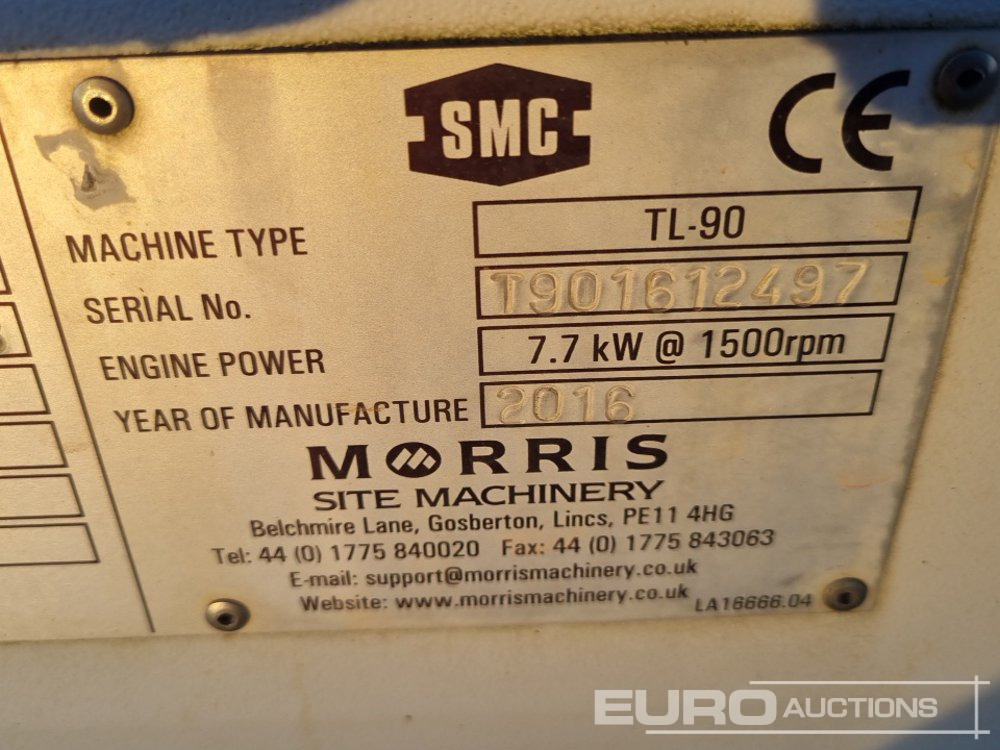 SMC CE
MACHINE TYPE TL-90
SERIAL No. T901612497
ENGINE POWER 7.7 kW @ 1500rpm
YEAR OF MANUFACTURE 2016
MORRIS
SITE MACHINERY
Belchmire Lane, Gosberton, Lincs, PE11 4HG
Tel: 44 (0) 1775 840020 Fax: 44 (0) 1775 843063
E-mail: support@morrismachinery.co.uk
Website: www.morrismachinery.co.uk
LA16666.04
EURO AUCTIONS